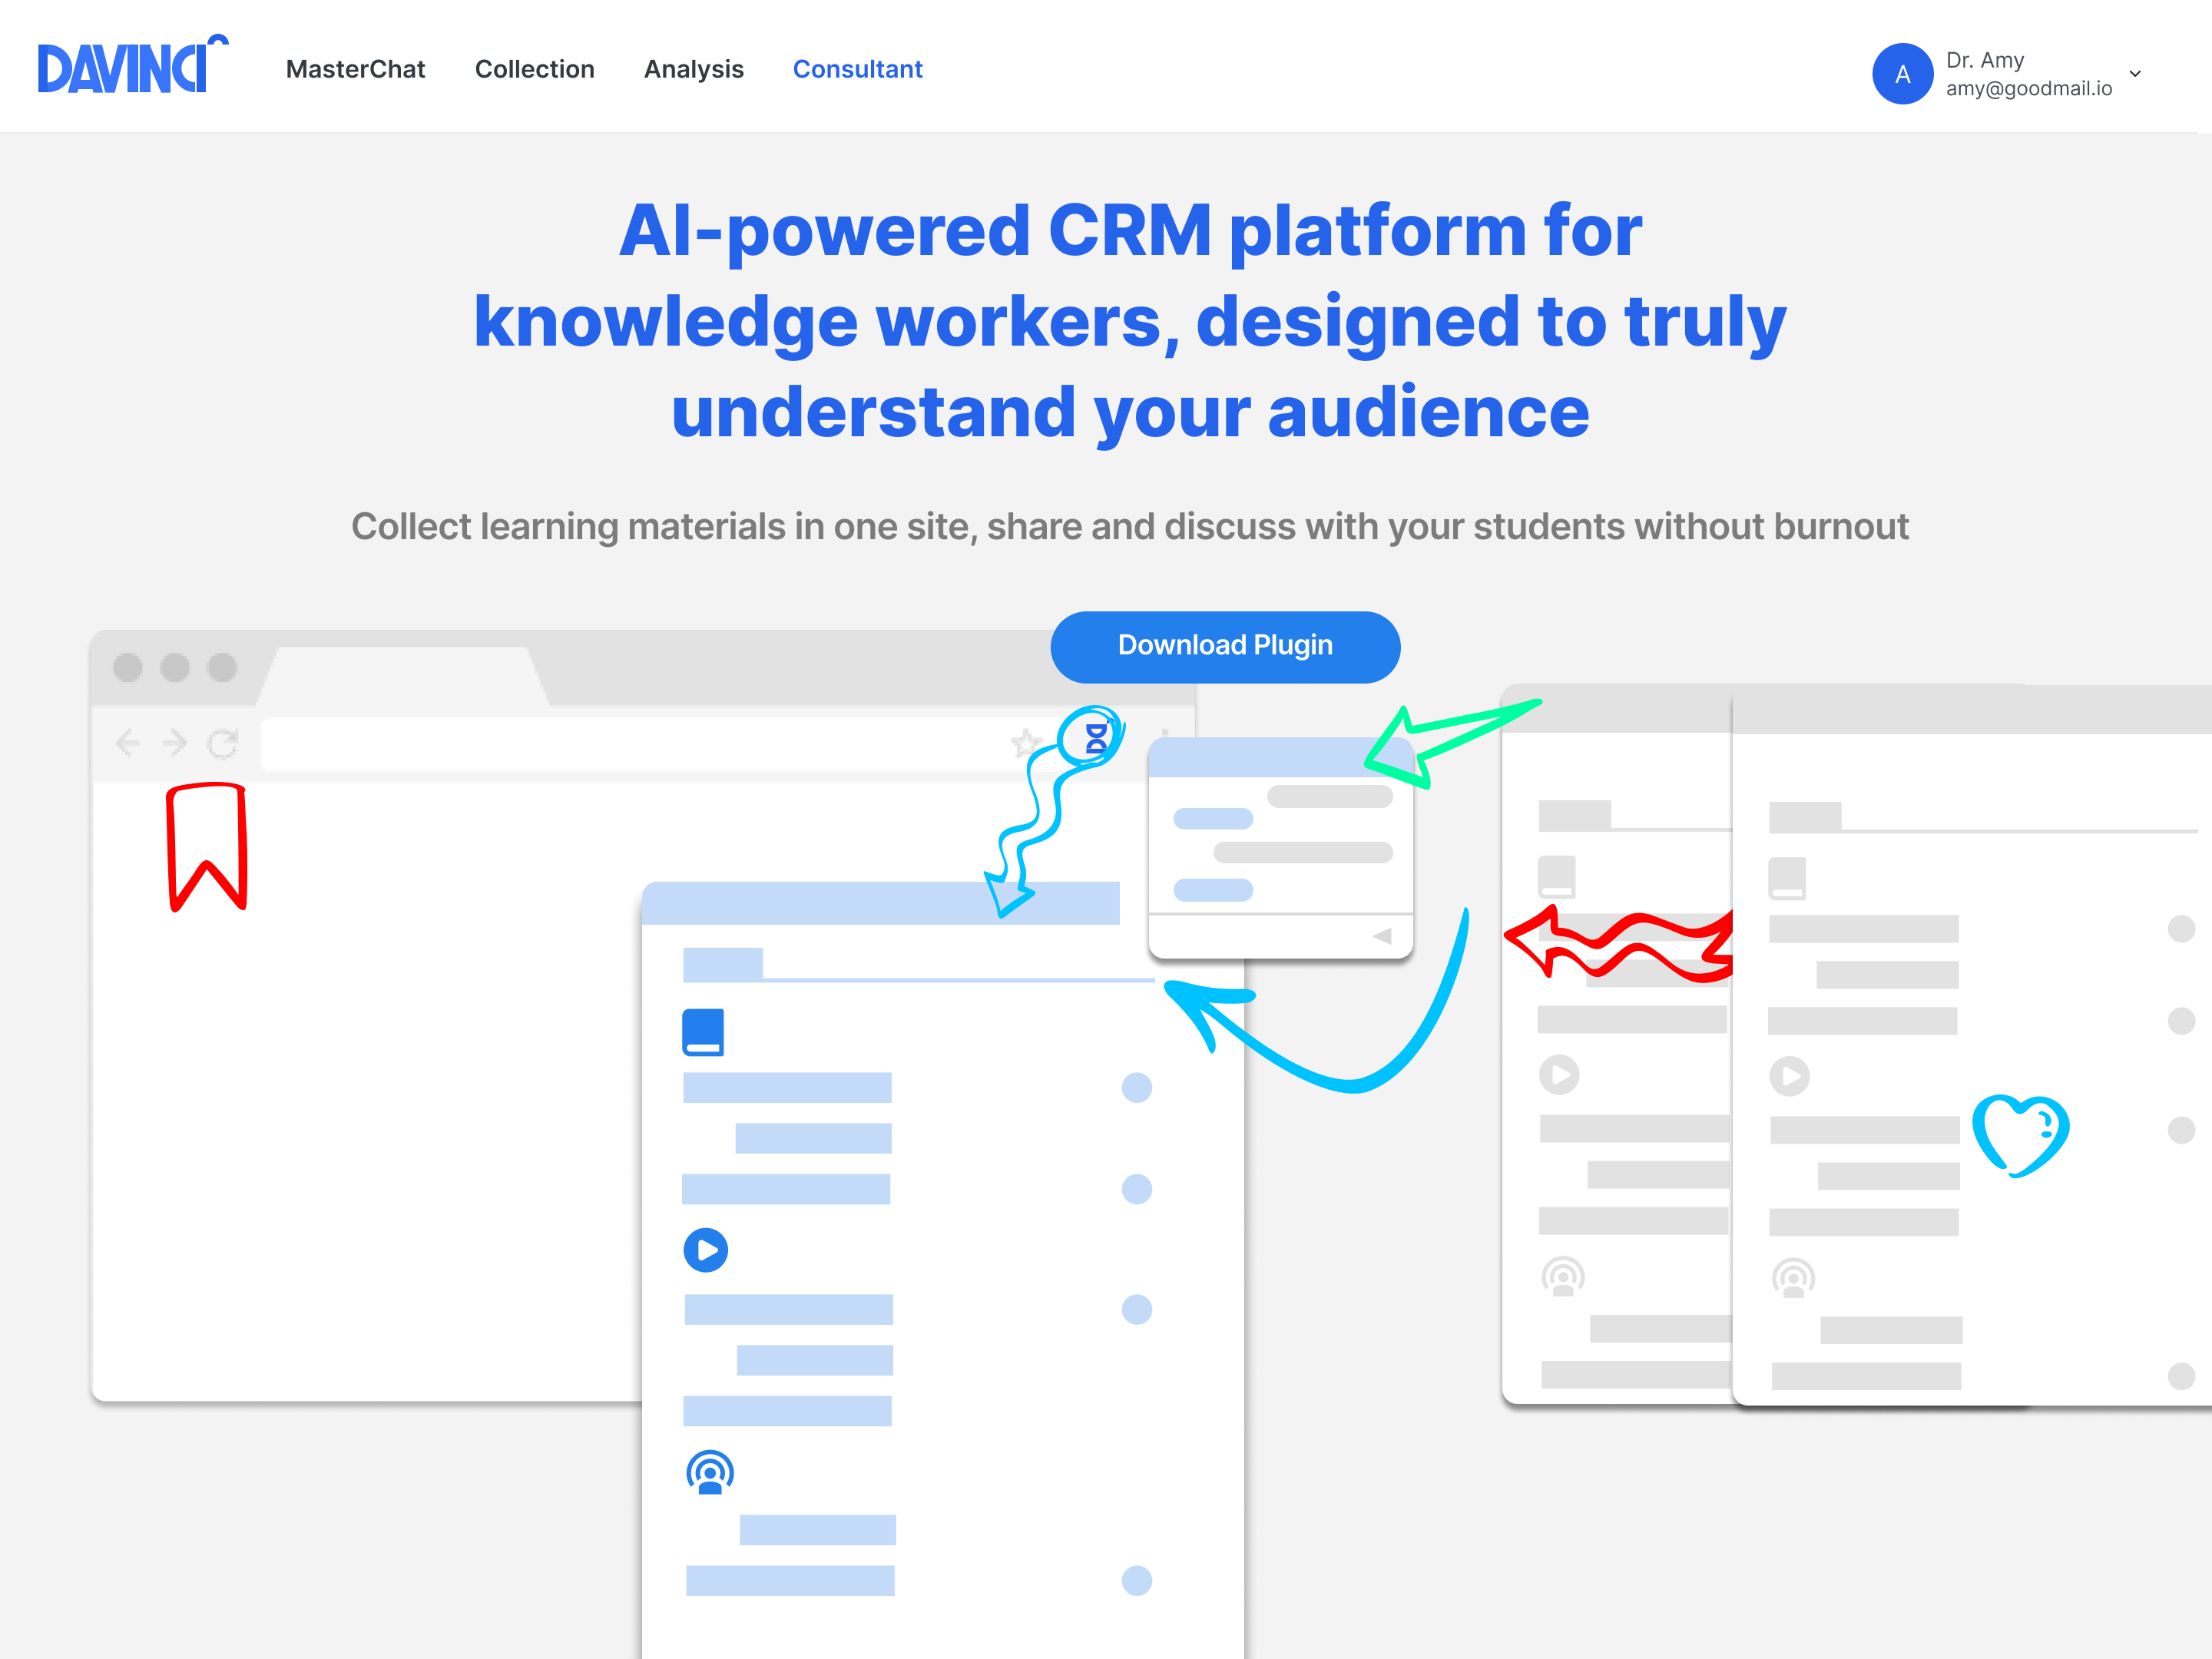 DAVINCI
MasterChat
Collection
Analysis
Consultant
A
Dr. Amy
amy@goodmail.io
AI-powered CRM platform for
knowledge workers, designed to truly
understand your audience
Collect learning materials in one site, share and discuss with your students without burnout
Download Plugin